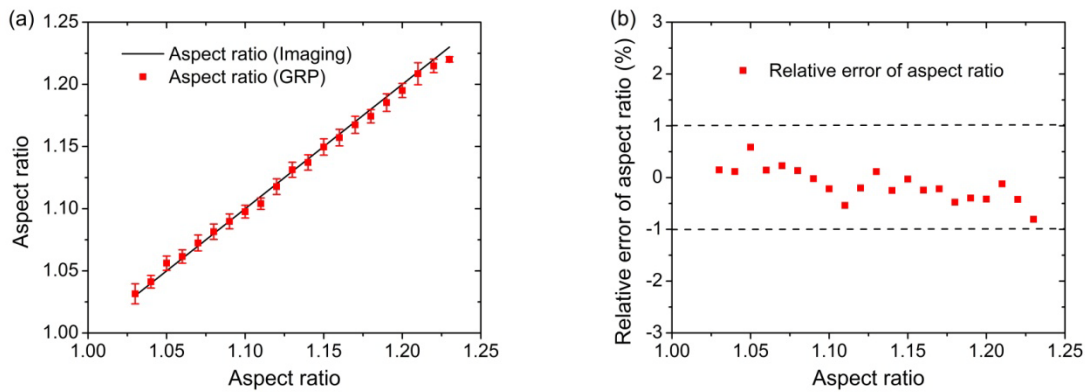 (a)
1.25
1.20
1.15
1.10
1.05
1.00
Aspect ratio
Aspect ratio (Imaging)
Aspect ratio (GRP)
1.00 1.05 1.10 1.15 1.20 1.25
Aspect ratio
(b)
3
2
1
0
-1
-2
-3
Relative error of aspect ratio (%)
Relative error of aspect ratio
1.00 1.05 1.10 1.15 1.20 1.25
Aspect ratio